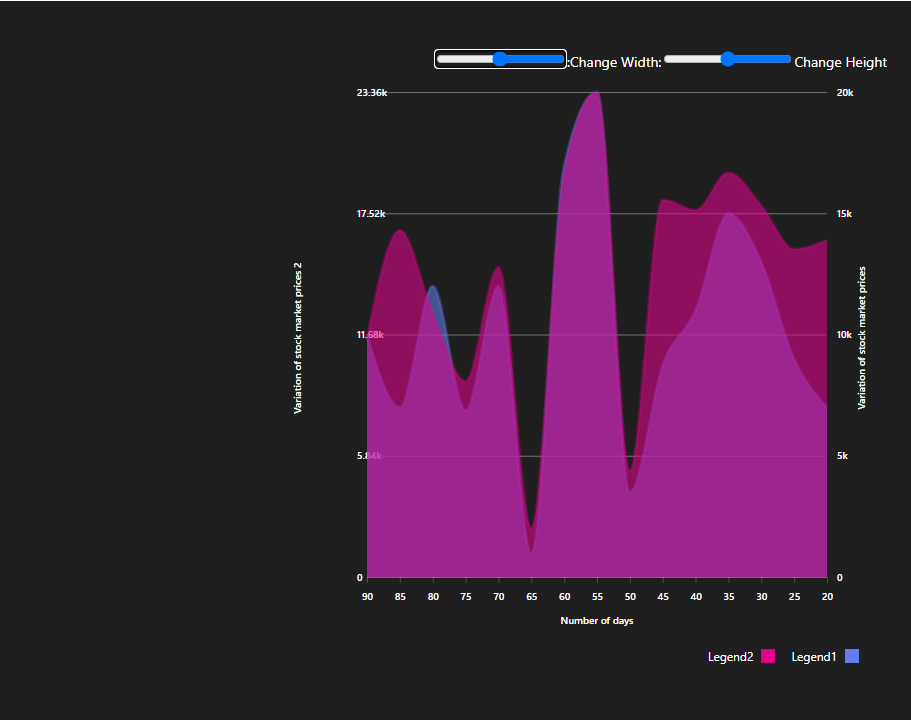 :Change Width: Change Height
23.36k
17.52k
11.68k
5.84k
0
Variation of stock market prices 2
20k
15k
10k
5k
0
Variation of stock market prices
90 85 80 75 70 65 60 55 50 45 40 35 30 25 20
Number of days
Legend2 Legend1